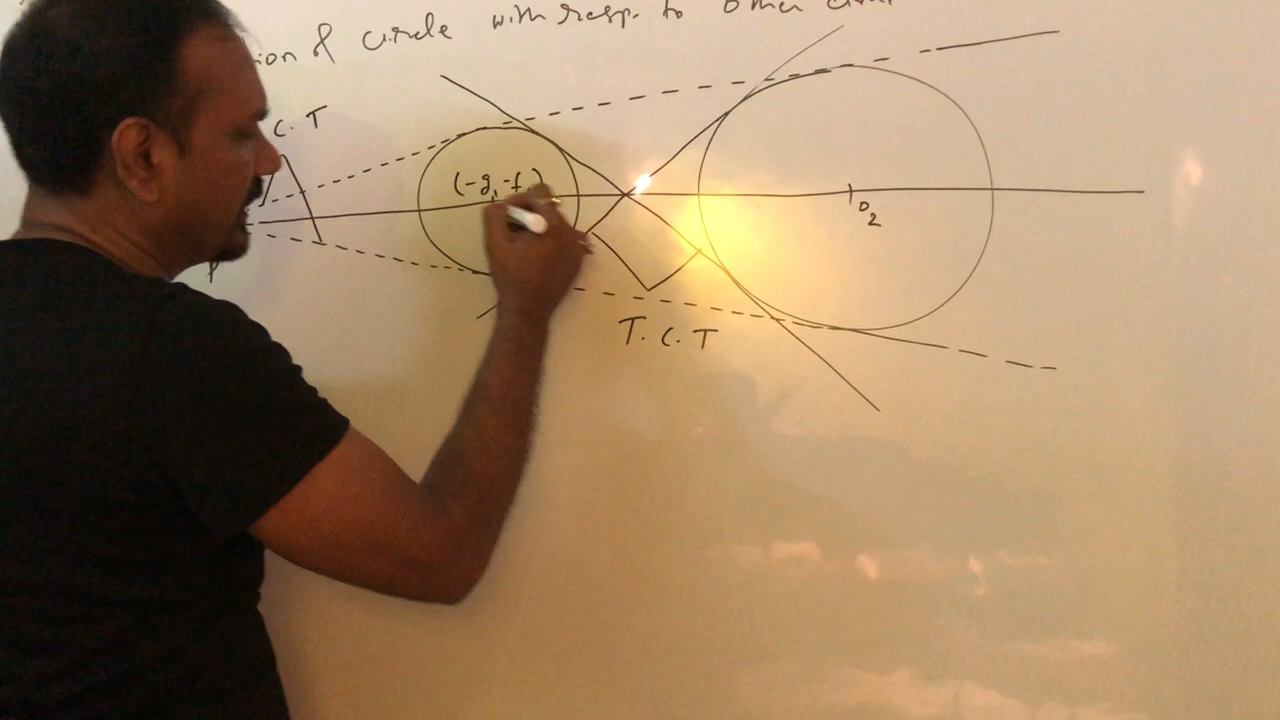 ion of circle with resp. to other
C. T
(-g, -f)
O2
P
T. C. T